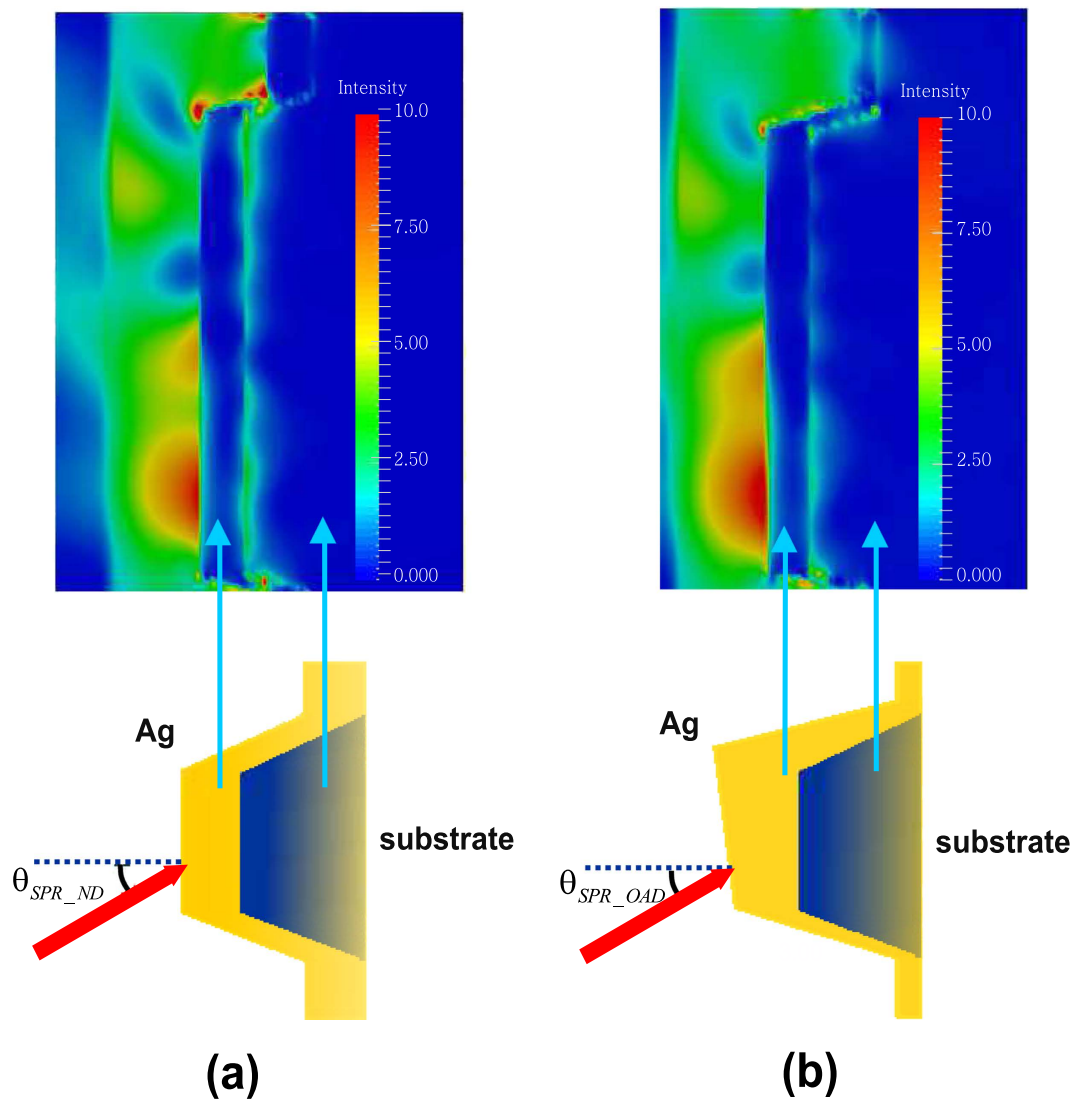 Intensity
10.0
7.50
5.00
2.50
0.000
Intensity
10.0
7.50
5.00
2.50
0.000
Ag
substrate
θSPR_ND
Ag
substrate
θSPR_OAD
(a)
(b)